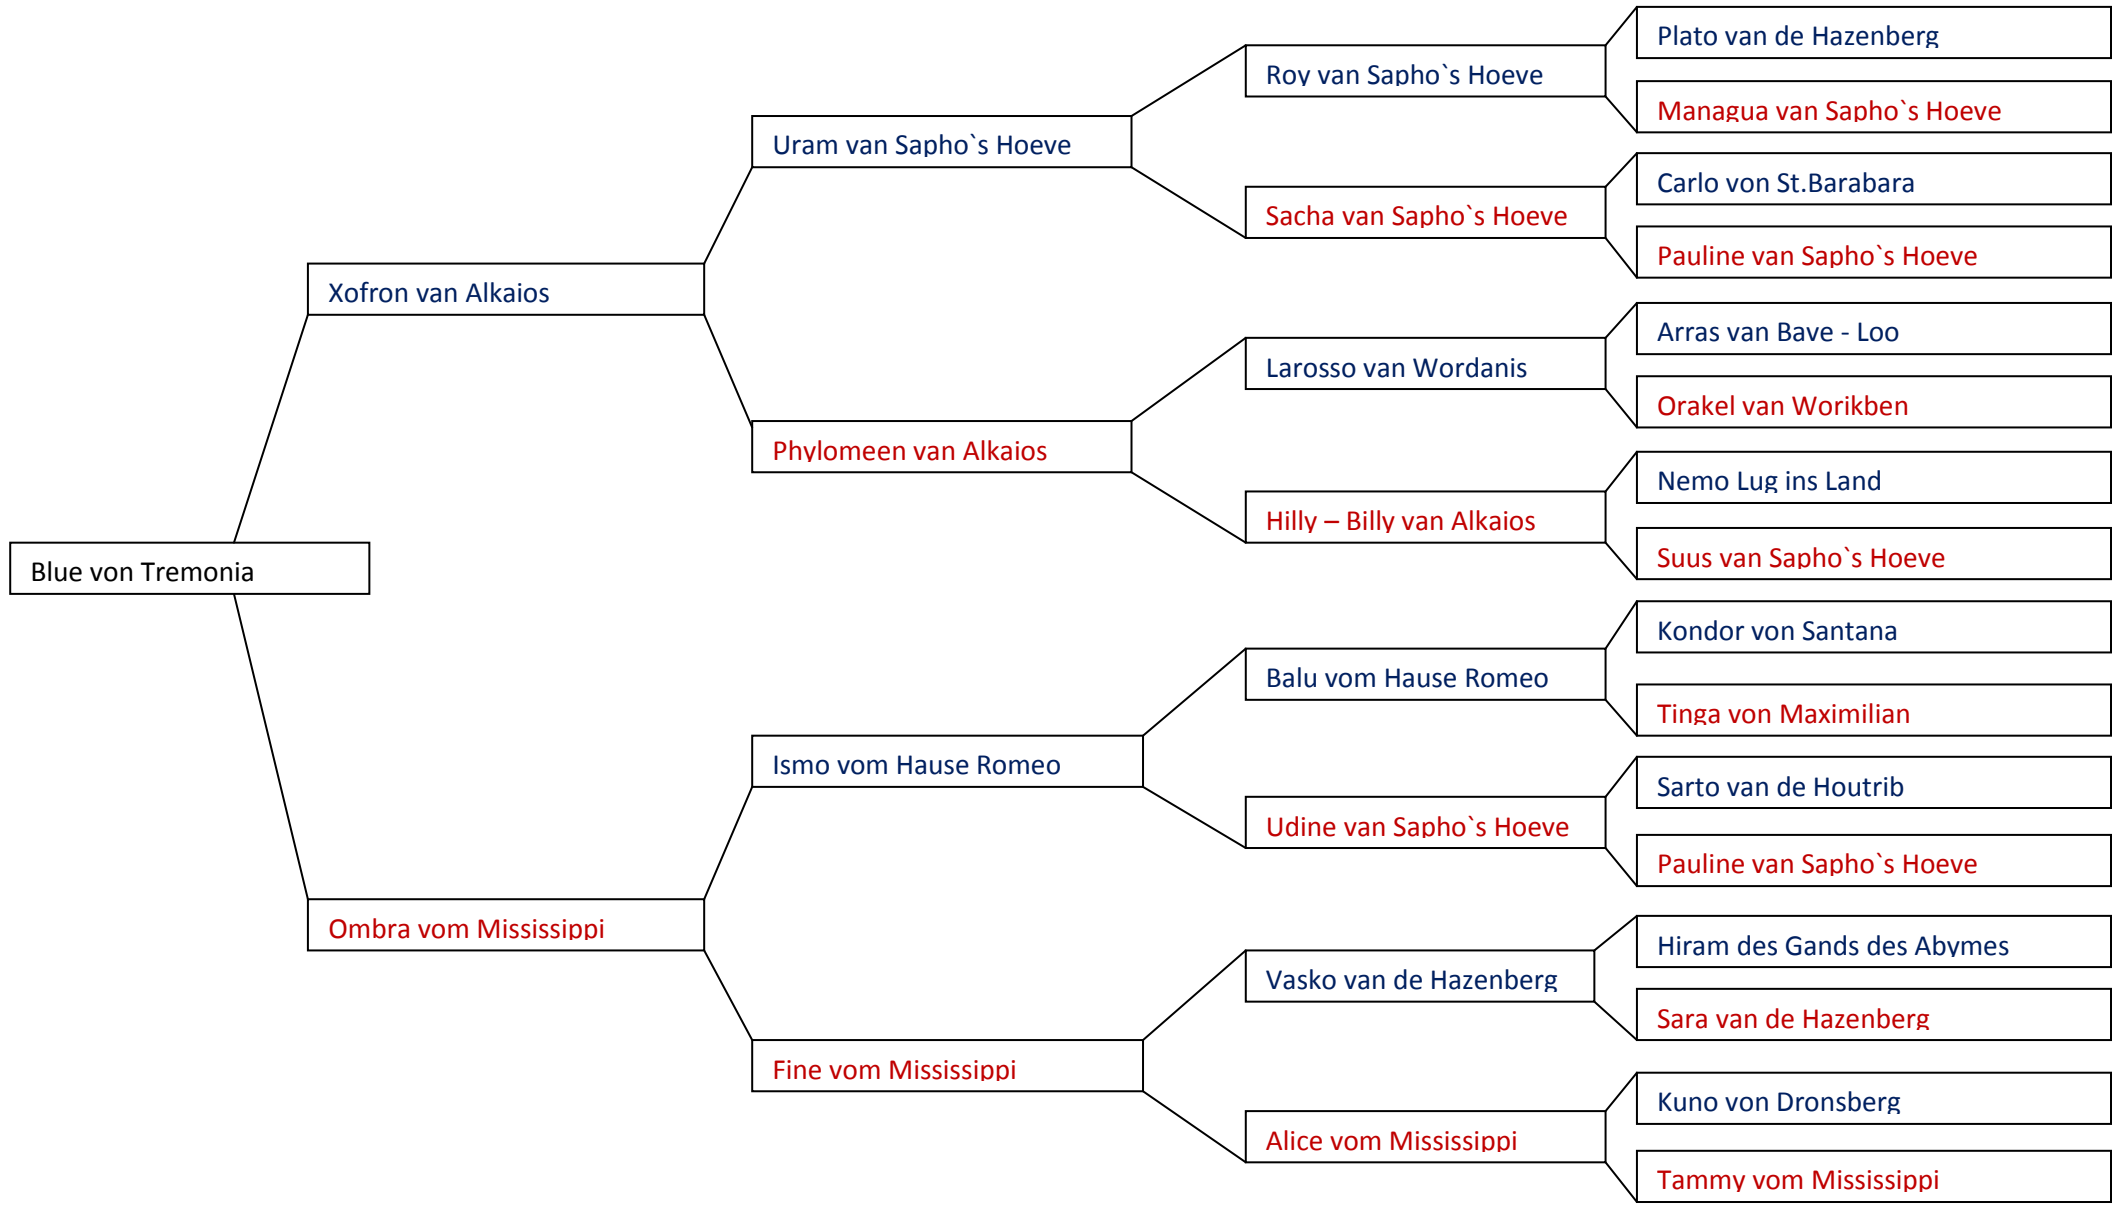 Plato van de Hazenberg
Roy van Sapho`s Hoeve
Managua van Sapho`s Hoeve
Uram van Sapho`s Hoeve
Carlo von St.Barabara
Sacha van Sapho`s Hoeve
Pauline van Sapho`s Hoeve
Xofron van Alkaios
Arras van Bave - Loo
Larosso van Wordanis
Orakel van Worikben
Phylomeen van Alkaios
Nemo Lug ins Land
Hilly – Billy van Alkaios
Suus van Sapho`s Hoeve
Blue von Tremonia
Kondor von Santana
Balu vom Hause Romeo
Tinga von Maximilian
Ismo vom Hause Romeo
Sarto van de Houtrib
Udine van Sapho`s Hoeve
Pauline van Sapho`s Hoeve
Ombra vom Mississippi
Hiram des Gands des Abymes
Vasko van de Hazenberg
Sara van de Hazenberg
Fine vom Mississippi
Kuno von Dronsberg
Alice vom Mississippi
Tammy vom Mississippi